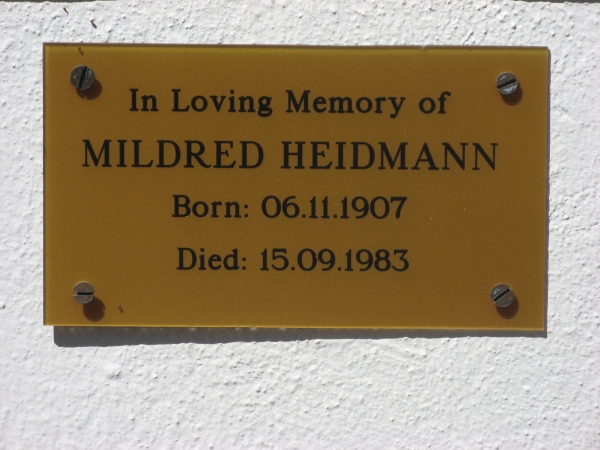 In Loving Memory of
MILDRED HEIDMANN
Born: 06.11.1907
Died: 15.09.1983